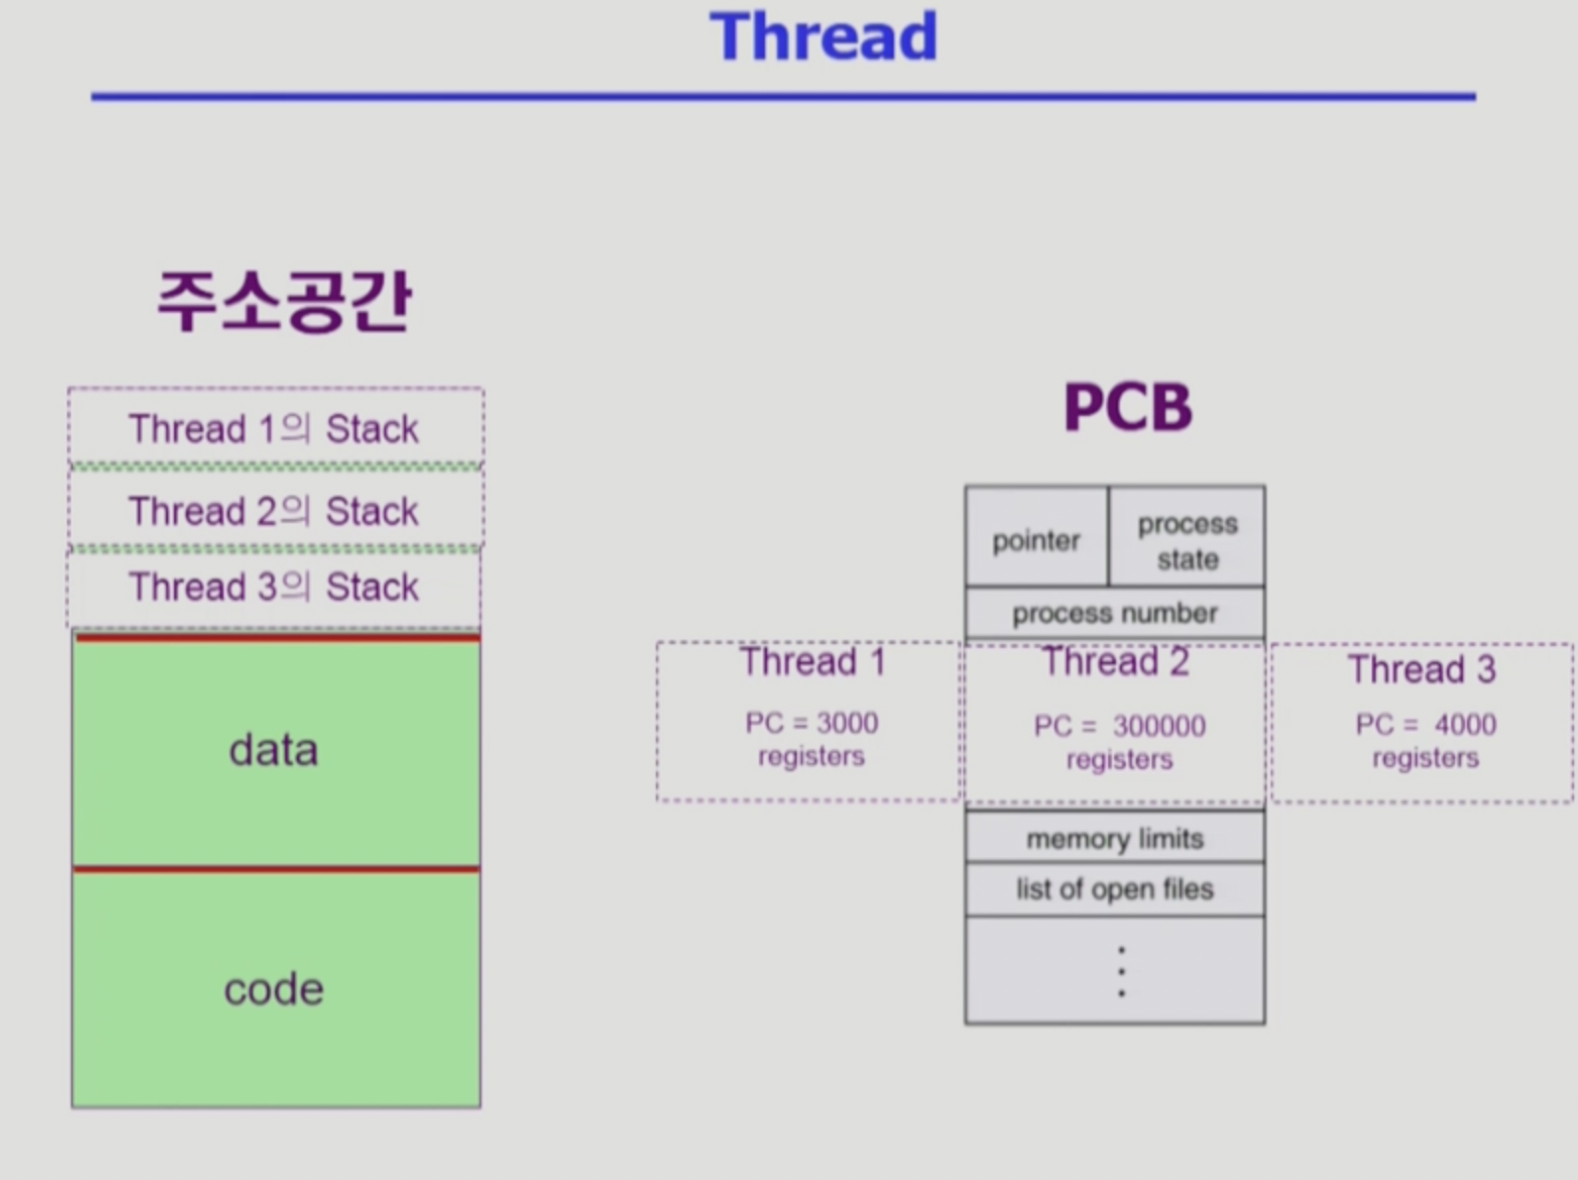 Thread
주소공간
Thread 1의 Stack
Thread 2의 Stack
Thread 3의 Stack
data
code
PCB
pointer
process
state
process number
Thread 1
PC = 3000
registers
Thread 2
PC = 300000
registers
Thread 3
PC = 4000
registers
memory limits
list of open files